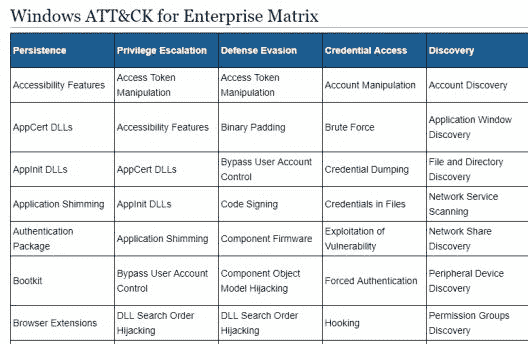 Windows ATT&CK for Enterprise Matrix
Persistence Privilege Escalation Defense Evasion Credential Access Discovery
Accessibility Features
Access Token
Manipulation
Access Token
Manipulation
Account Manipulation
Account Discovery
AppCert DLLs
Accessibility Features
Binary Padding
Brute Force
Application Window
Discovery
AppInit DLLs
AppCert DLLs
Bypass User Account
Control
Credential Dumping
File and Directory
Discovery
Application Shimming
AppInit DLLs
Code Signing
Credentials in Files
Network Service
Scanning
Authentication
Package
Application Shimming
Component Firmware
Exploitation of
Vulnerability
Network Share
Discovery
Bootkit
Bypass User Account
Control
Component Object
Model Hijacking
Forced Authentication
Peripheral Device
Discovery
Browser Extensions
DLL Search Order
Hijacking
DLL Search Order
Hijacking
Hooking
Permission Groups
Discovery